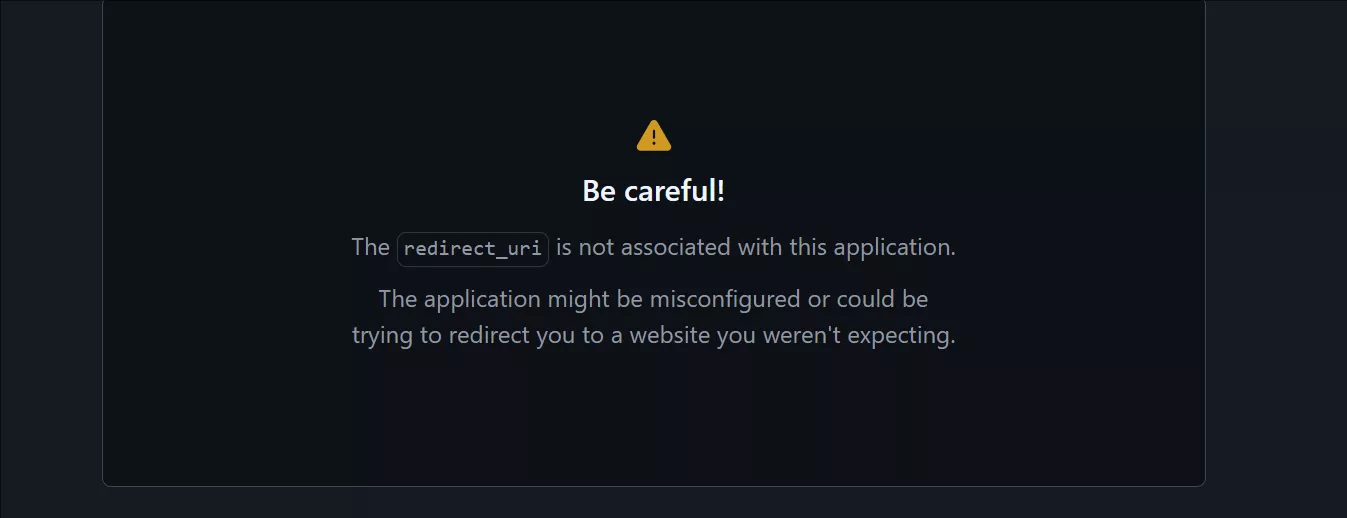 Be careful!
The redirect_uri is not associated with this application.
The application might be misconfigured or could be
trying to redirect you to a website you weren't expecting.